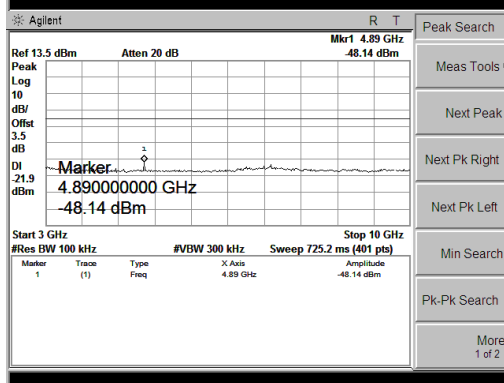 Agilent R T
Mkr1 4.89 GHz
Ref 13.5 dBm Atten 20 dB -48.14 dBm
Peak
Log
10
dB/
Offst
3.5
dB
DI
-21.9
dBm
1
Marker
4.890000000 GHz
-48.14 dBm
Start 3 GHz Stop 10 GHz
#Res BW 100 kHz #VBW 300 kHz Sweep 725.2 ms (401 pts)
Marker Trace Type X Axis Amplitude
1 (1) Freq 4.89 GHz -48.14 dBm
Peak Search
Meas Tools
Next Peak
Next Pk Right
Next Pk Left
Min Search
Pk-Pk Search
More
1 of 2